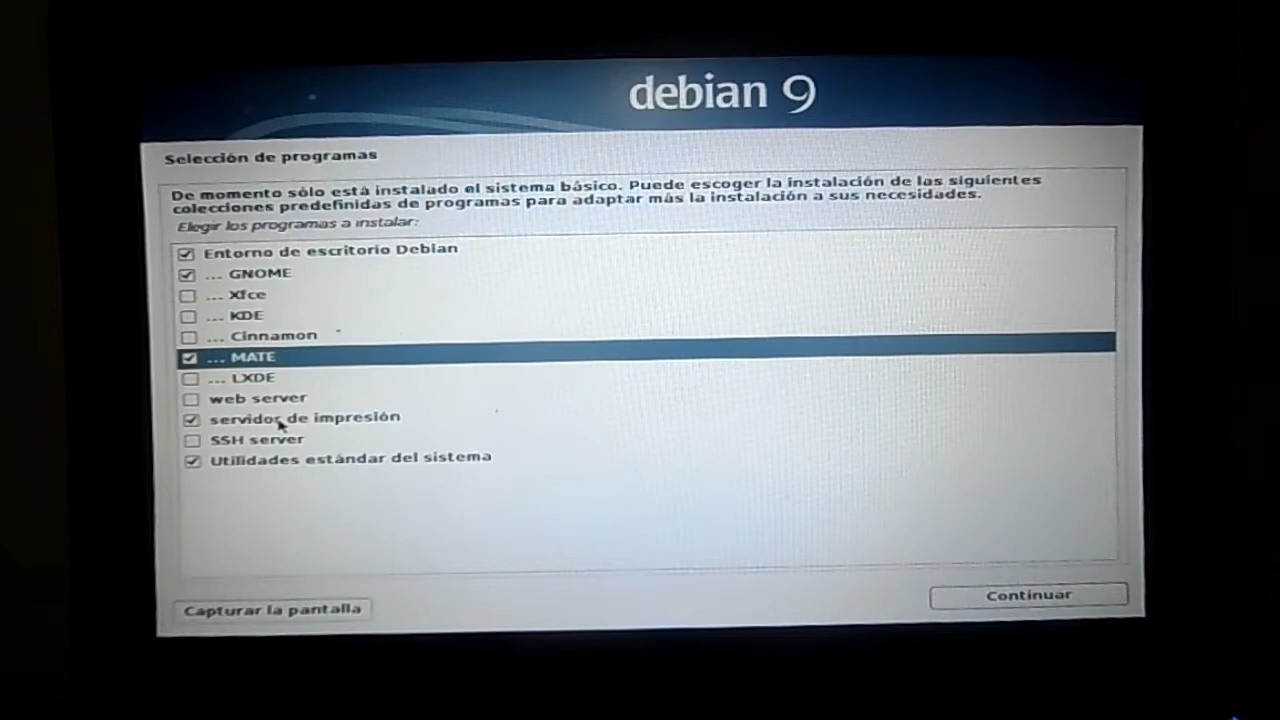 debian 9
Selección de programas
De momento sólo está instalado el sistema básico. Puede escoger la instalación de las siguientes
colecciones predefinidas de programas para adaptar más la instalación a sus necesidades.
Elegir los programas a instalar:
Entorno de escritorio Debian
... GNOME
... Xfce
... KDE
... Cinnamon
... MATE
... LXDE
web server
servidor de impresión
SSH server
Utilidades estándar del sistema
Capturar la pantalla
Continuar